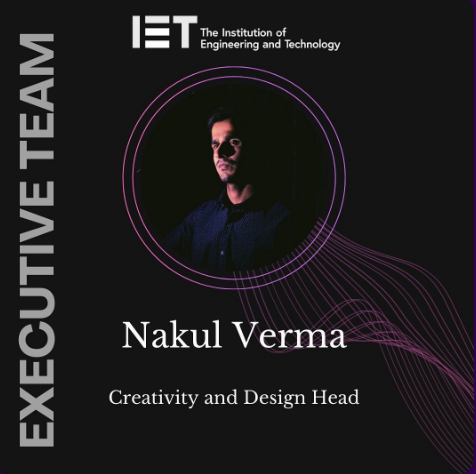 IET The Institution of
Engineering and Technology
EXECUTIVE TEAM
Nakul Verma
Creativity and Design Head